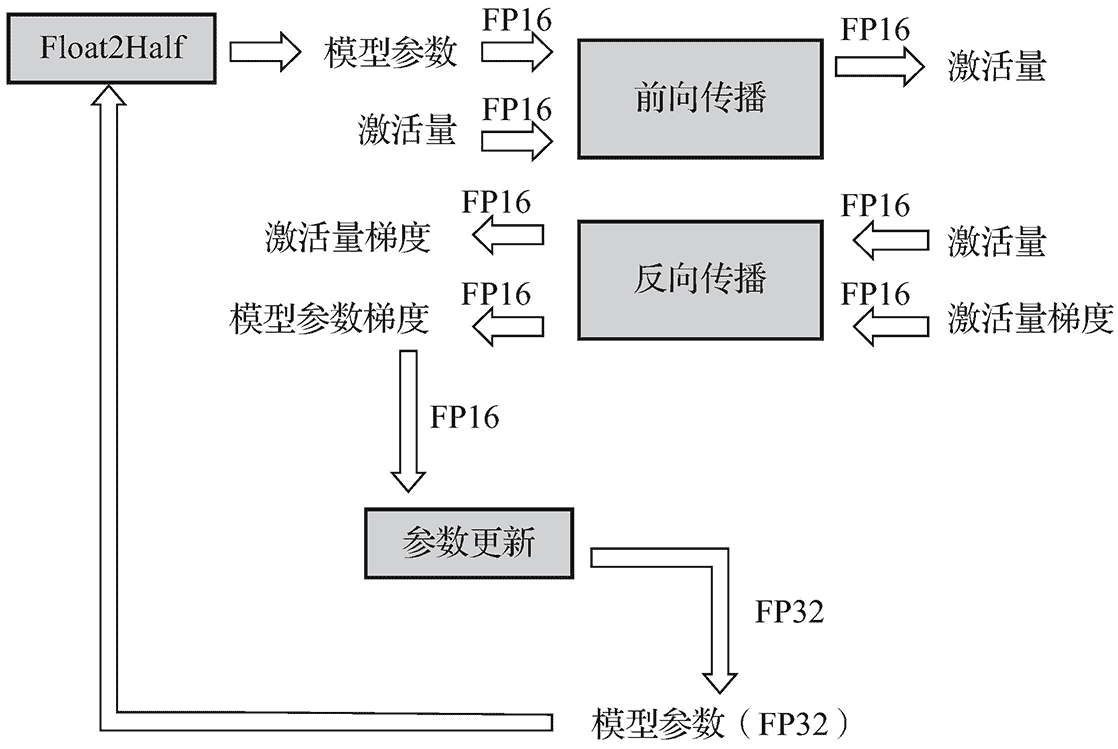 Float2Half
模型参数
FP16
前向传播
FP16
激活量
激活量
FP16
激活量梯度
FP16
反向传播
FP16
激活量
模型参数梯度
FP16
FP16
激活量梯度
FP16
参数更新
FP32
模型参数（FP32）